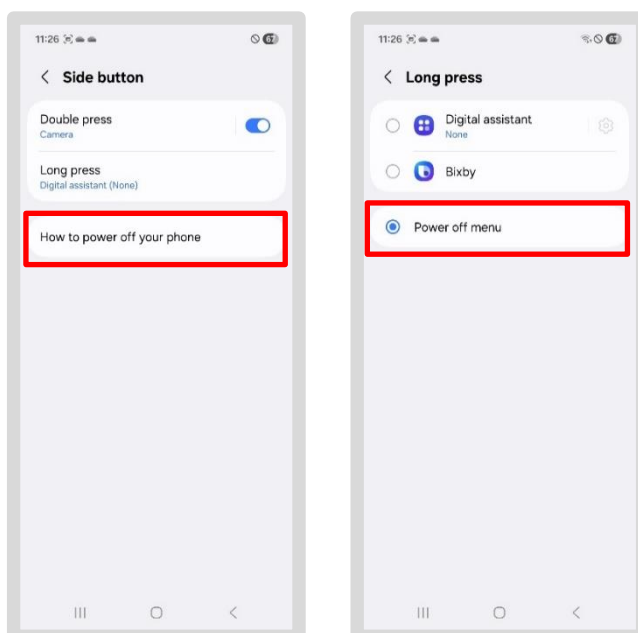 11:26
Side button
Double press
Camera
Long press
Digital assistant (None)
How to power off your phone
11:26
Long press
Digital assistant
None
Bixby
Power off menu